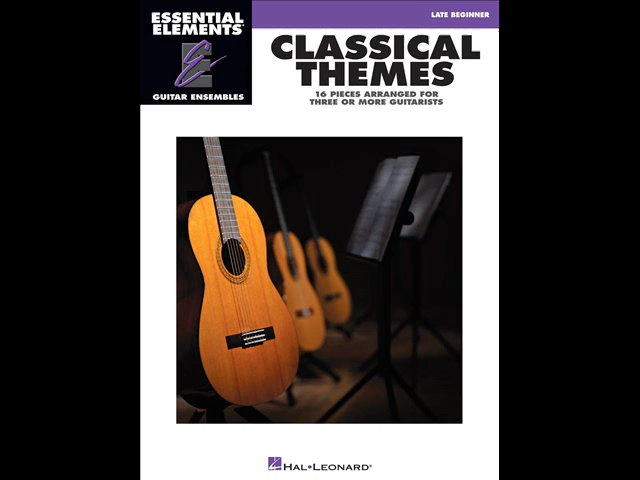 ESSENTIAL
ELEMENTS®
E
GUITAR ENSEMBLES
LATE BEGINNER
CLASSICAL
THEMES
16 PIECES ARRANGED FOR
THREE OR MORE GUITARISTS
HAL•LEONARD®